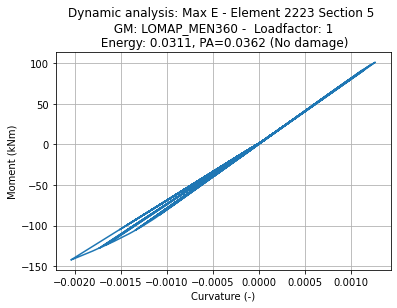 Dynamic analysis: Max E - Element 2223 Section 5
GM: LOMAP_MEN360 -  Loadfactor: 1
Energy: 0.0311, PA=0.0362 (No damage)
100
50
0
−50
−100
−150
Moment (kNm)
−0.0020 −0.0015 −0.0010 −0.0005 0.0000 0.0005 0.0010
Curvature (-)